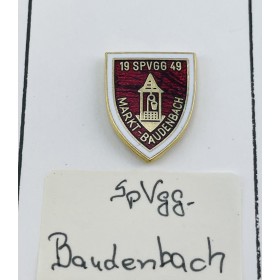 19 SPVGG 49
MARKT-BAUDENBACH
SpVgg.
Baudenbach